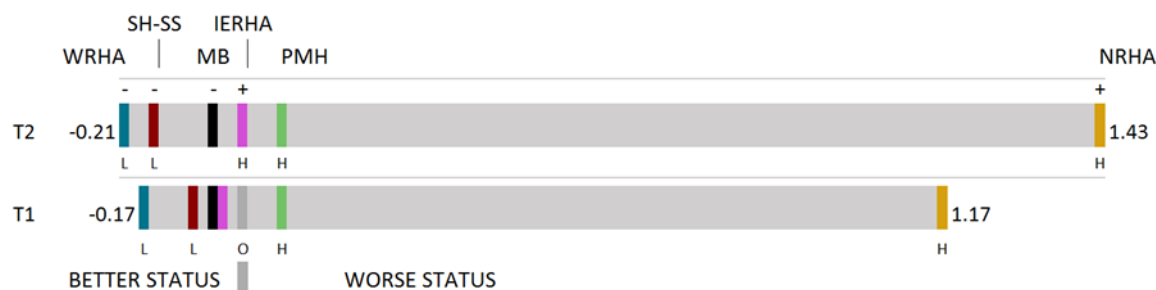 SH-SS IERHA
WRHA MB PMH NRHA
- - - + +
T2 -0.21 1.43
L L H H H
T1 -0.17 1.17
L L O H H
BETTER STATUS WORSE STATUS